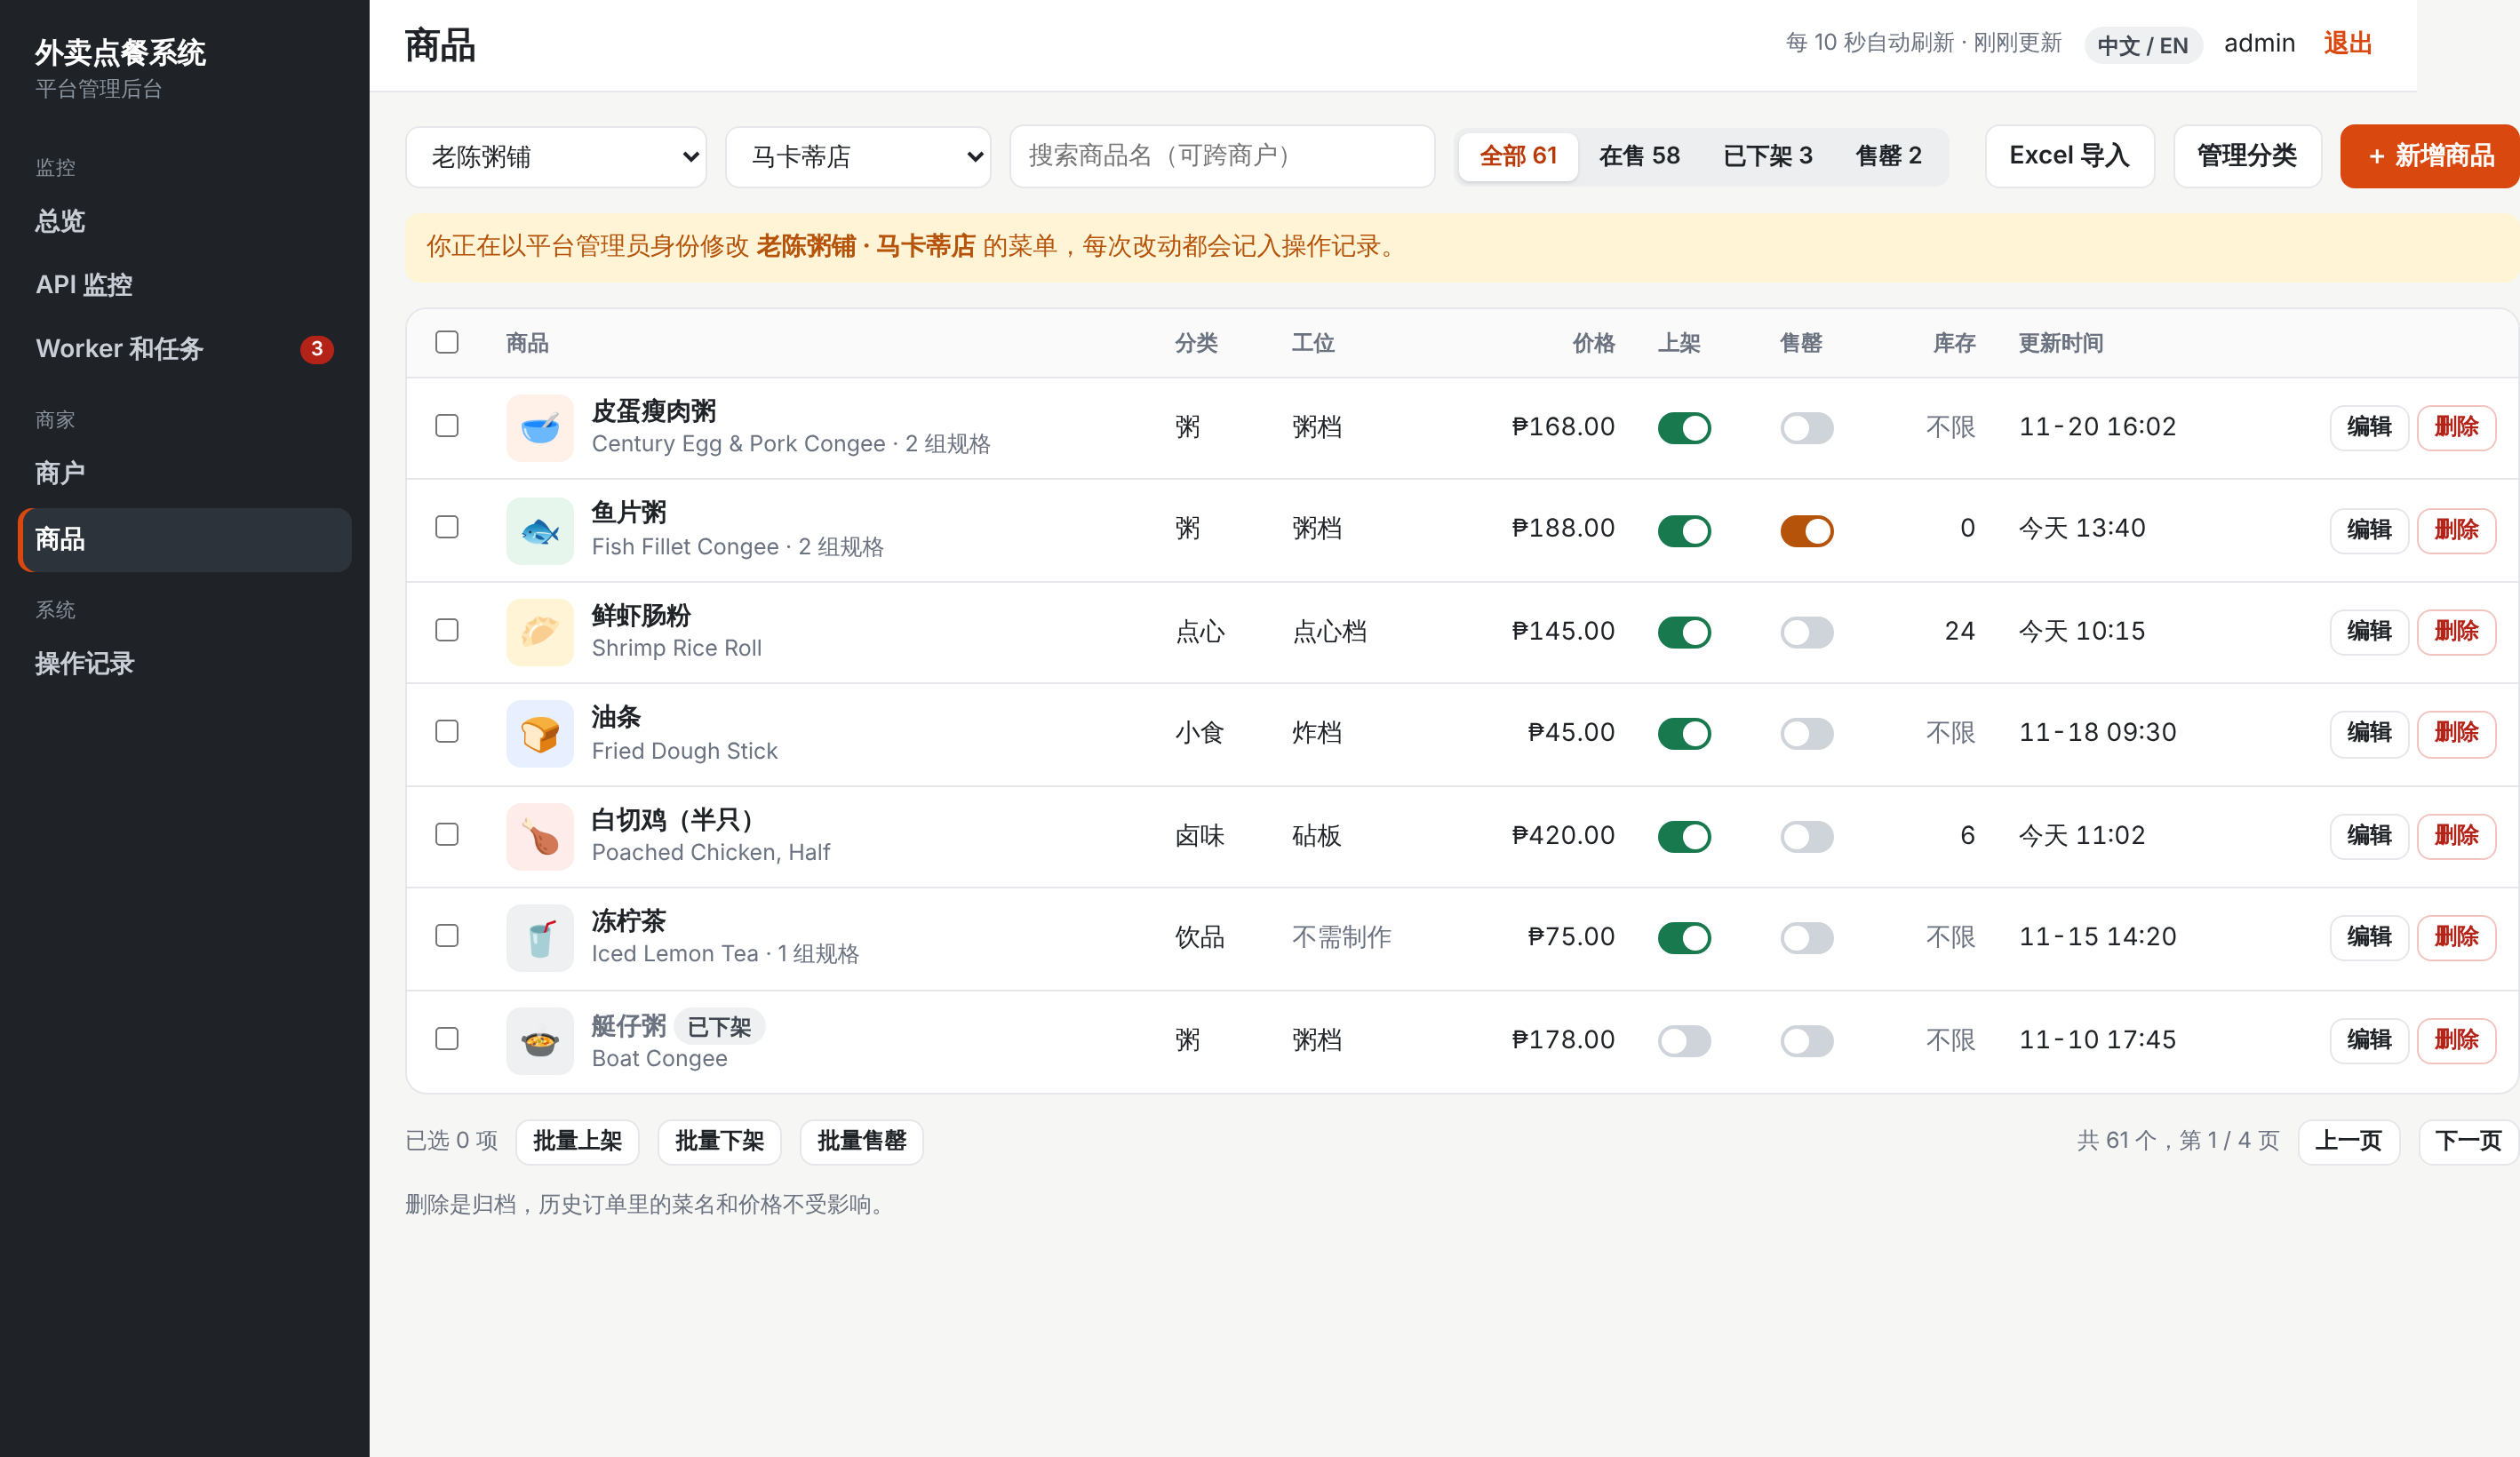 外卖点餐系统
平台管理后台
监控
总览
API 监控
Worker 和任务 3
商家
商户
商品
系统
操作记录
商品
每 10 秒自动刷新 · 刚刚更新 中文 / EN admin 退出
老陈粥铺 马卡蒂店 搜索商品名（可跨商户） 全部 61 在售 58 已下架 3 售罄 2 Excel 导入 管理分类 + 新增商品
你正在以平台管理员身份修改 老陈粥铺 · 马卡蒂店 的菜单，每次改动都会记入操作记录。
商品 分类 工位 价格 上架 售罄 库存 更新时间
皮蛋瘦肉粥
Century Egg & Pork Congee · 2 组规格
粥 粥档 ₱168.00 不限 11-20 16:02 编辑 删除
鱼片粥
Fish Fillet Congee · 2 组规格
粥 粥档 ₱188.00 0 今天 13:40 编辑 删除
鲜虾肠粉
Shrimp Rice Roll
点心 点心档 ₱145.00 24 今天 10:15 编辑 删除
油条
Fried Dough Stick
小食 炸档 ₱45.00 不限 11-18 09:30 编辑 删除
白切鸡（半只）
Poached Chicken, Half
卤味 砧板 ₱420.00 6 今天 11:02 编辑 删除
冻柠茶
Iced Lemon Tea · 1 组规格
饮品 不需制作 ₱75.00 不限 11-15 14:20 编辑 删除
艇仔粥 已下架
Boat Congee
粥 粥档 ₱178.00 不限 11-10 17:45 编辑 删除
已选 0 项 批量上架 批量下架 批量售罄 共 61 个，第 1 / 4 页 上一页 下一页
删除是归档，历史订单里的菜名和价格不受影响。